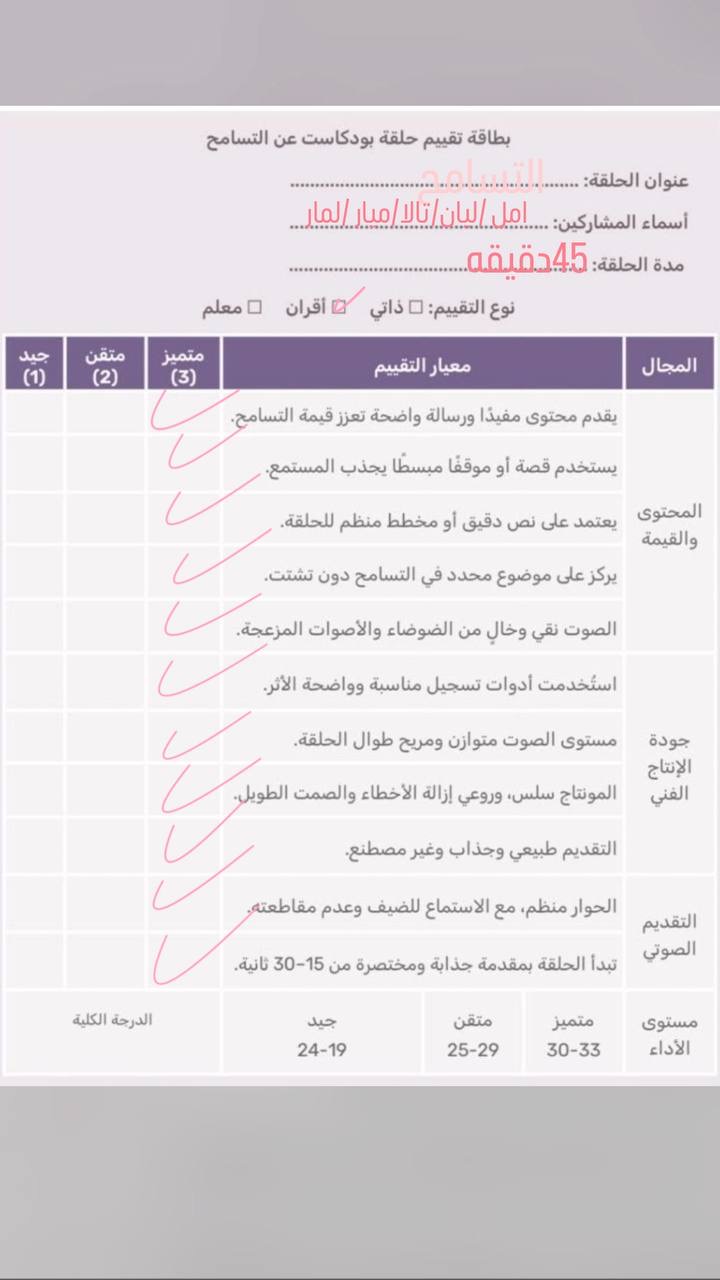 بطاقة تقييم حلقة بودكاست عن التسامح
عنوان الحلقة: التسامح
أسماء المشاركين: امل /ليان/تالا/ميار /لمار
مدة الحلقة: 45دقيقه
نوع التقييم: ☐ ذاتي ☑ أقران ☐ معلم
المجال معيار التقييم متميز (3) متقن (2) جيد (1)
المحتوى والقيمة
يقدم محتوى مفيدًا ورسالة واضحة تعزز قيمة التسامح. ✓
يستخدم قصة أو موقفًا مبسطًا يجذب المستمع. ✓
يعتمد على نص دقيق أو مخطط منظم للحلقة. ✓
يركز على موضوع محدد في التسامح دون تشتت. ✓
الصوت نقي وخالٍ من الضوضاء والأصوات المزعجة. ✓
جودة الإنتاج الفني
استُخدمت أدوات تسجيل مناسبة وواضحة الأثر. ✓
مستوى الصوت متوازن ومريح طوال الحلقة. ✓
المونتاج سلس، وروعي إزالة الأخطاء والصمت الطويل. ✓
التقديم طبيعي وجذاب وغير مصطنع. ✓
التقديم الصوتي
الحوار منظم، مع الاستماع للضيف وعدم مقاطعته. ✓
تبدأ الحلقة بمقدمة جذابة ومختصرة من 15–30 ثانية. ✓
مستوى الأداء
متميز 30-33
متقن 25-29
جيد 24-19
الدرجة الكلية